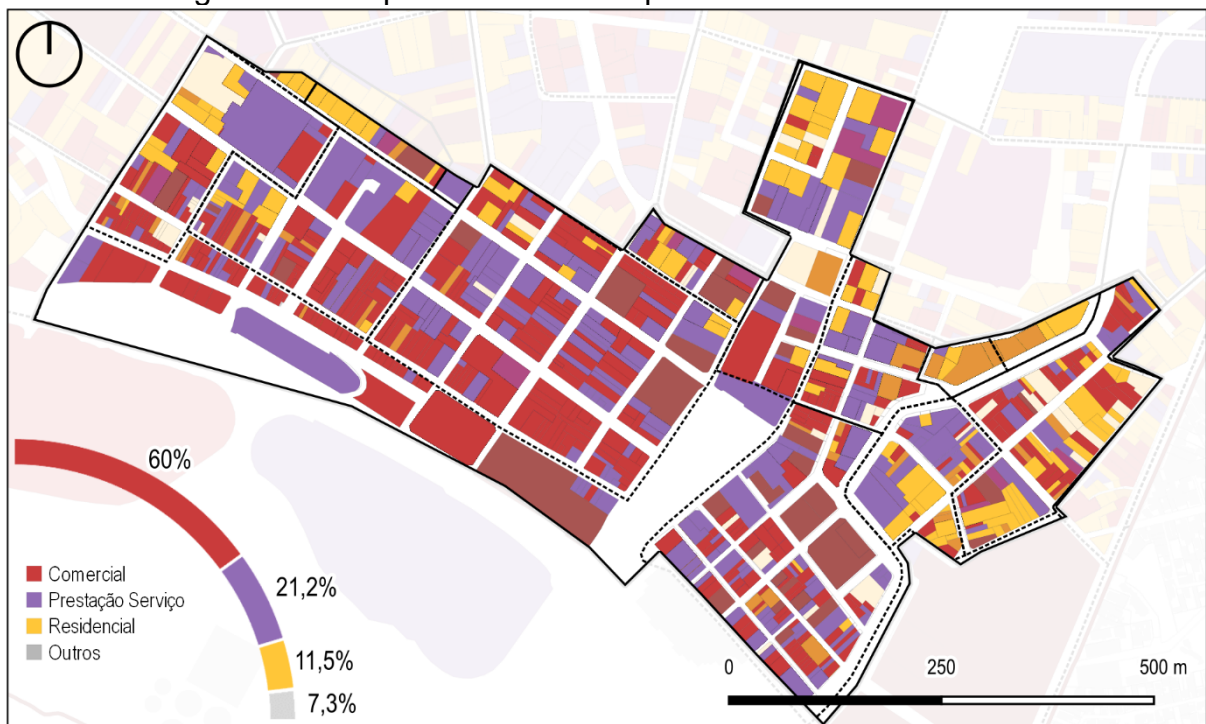 60%
Comercial
Prestação Serviço
Residencial
Outros
21,2%
11,5%
7,3%
0
250
500 m